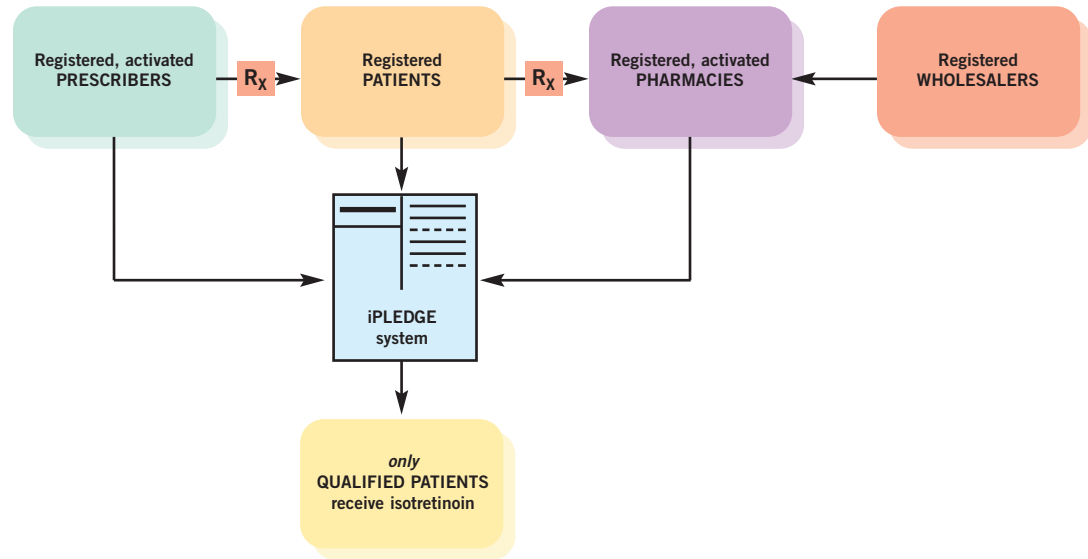 Registered, activated
PRESCRIBERS
RX
Registered
PATIENTS
RX
Registered, activated
PHARMACIES
Registered
WHOLESALERS
iPLEDGE
system
only
QUALIFIED PATIENTS
receive isotretinoin